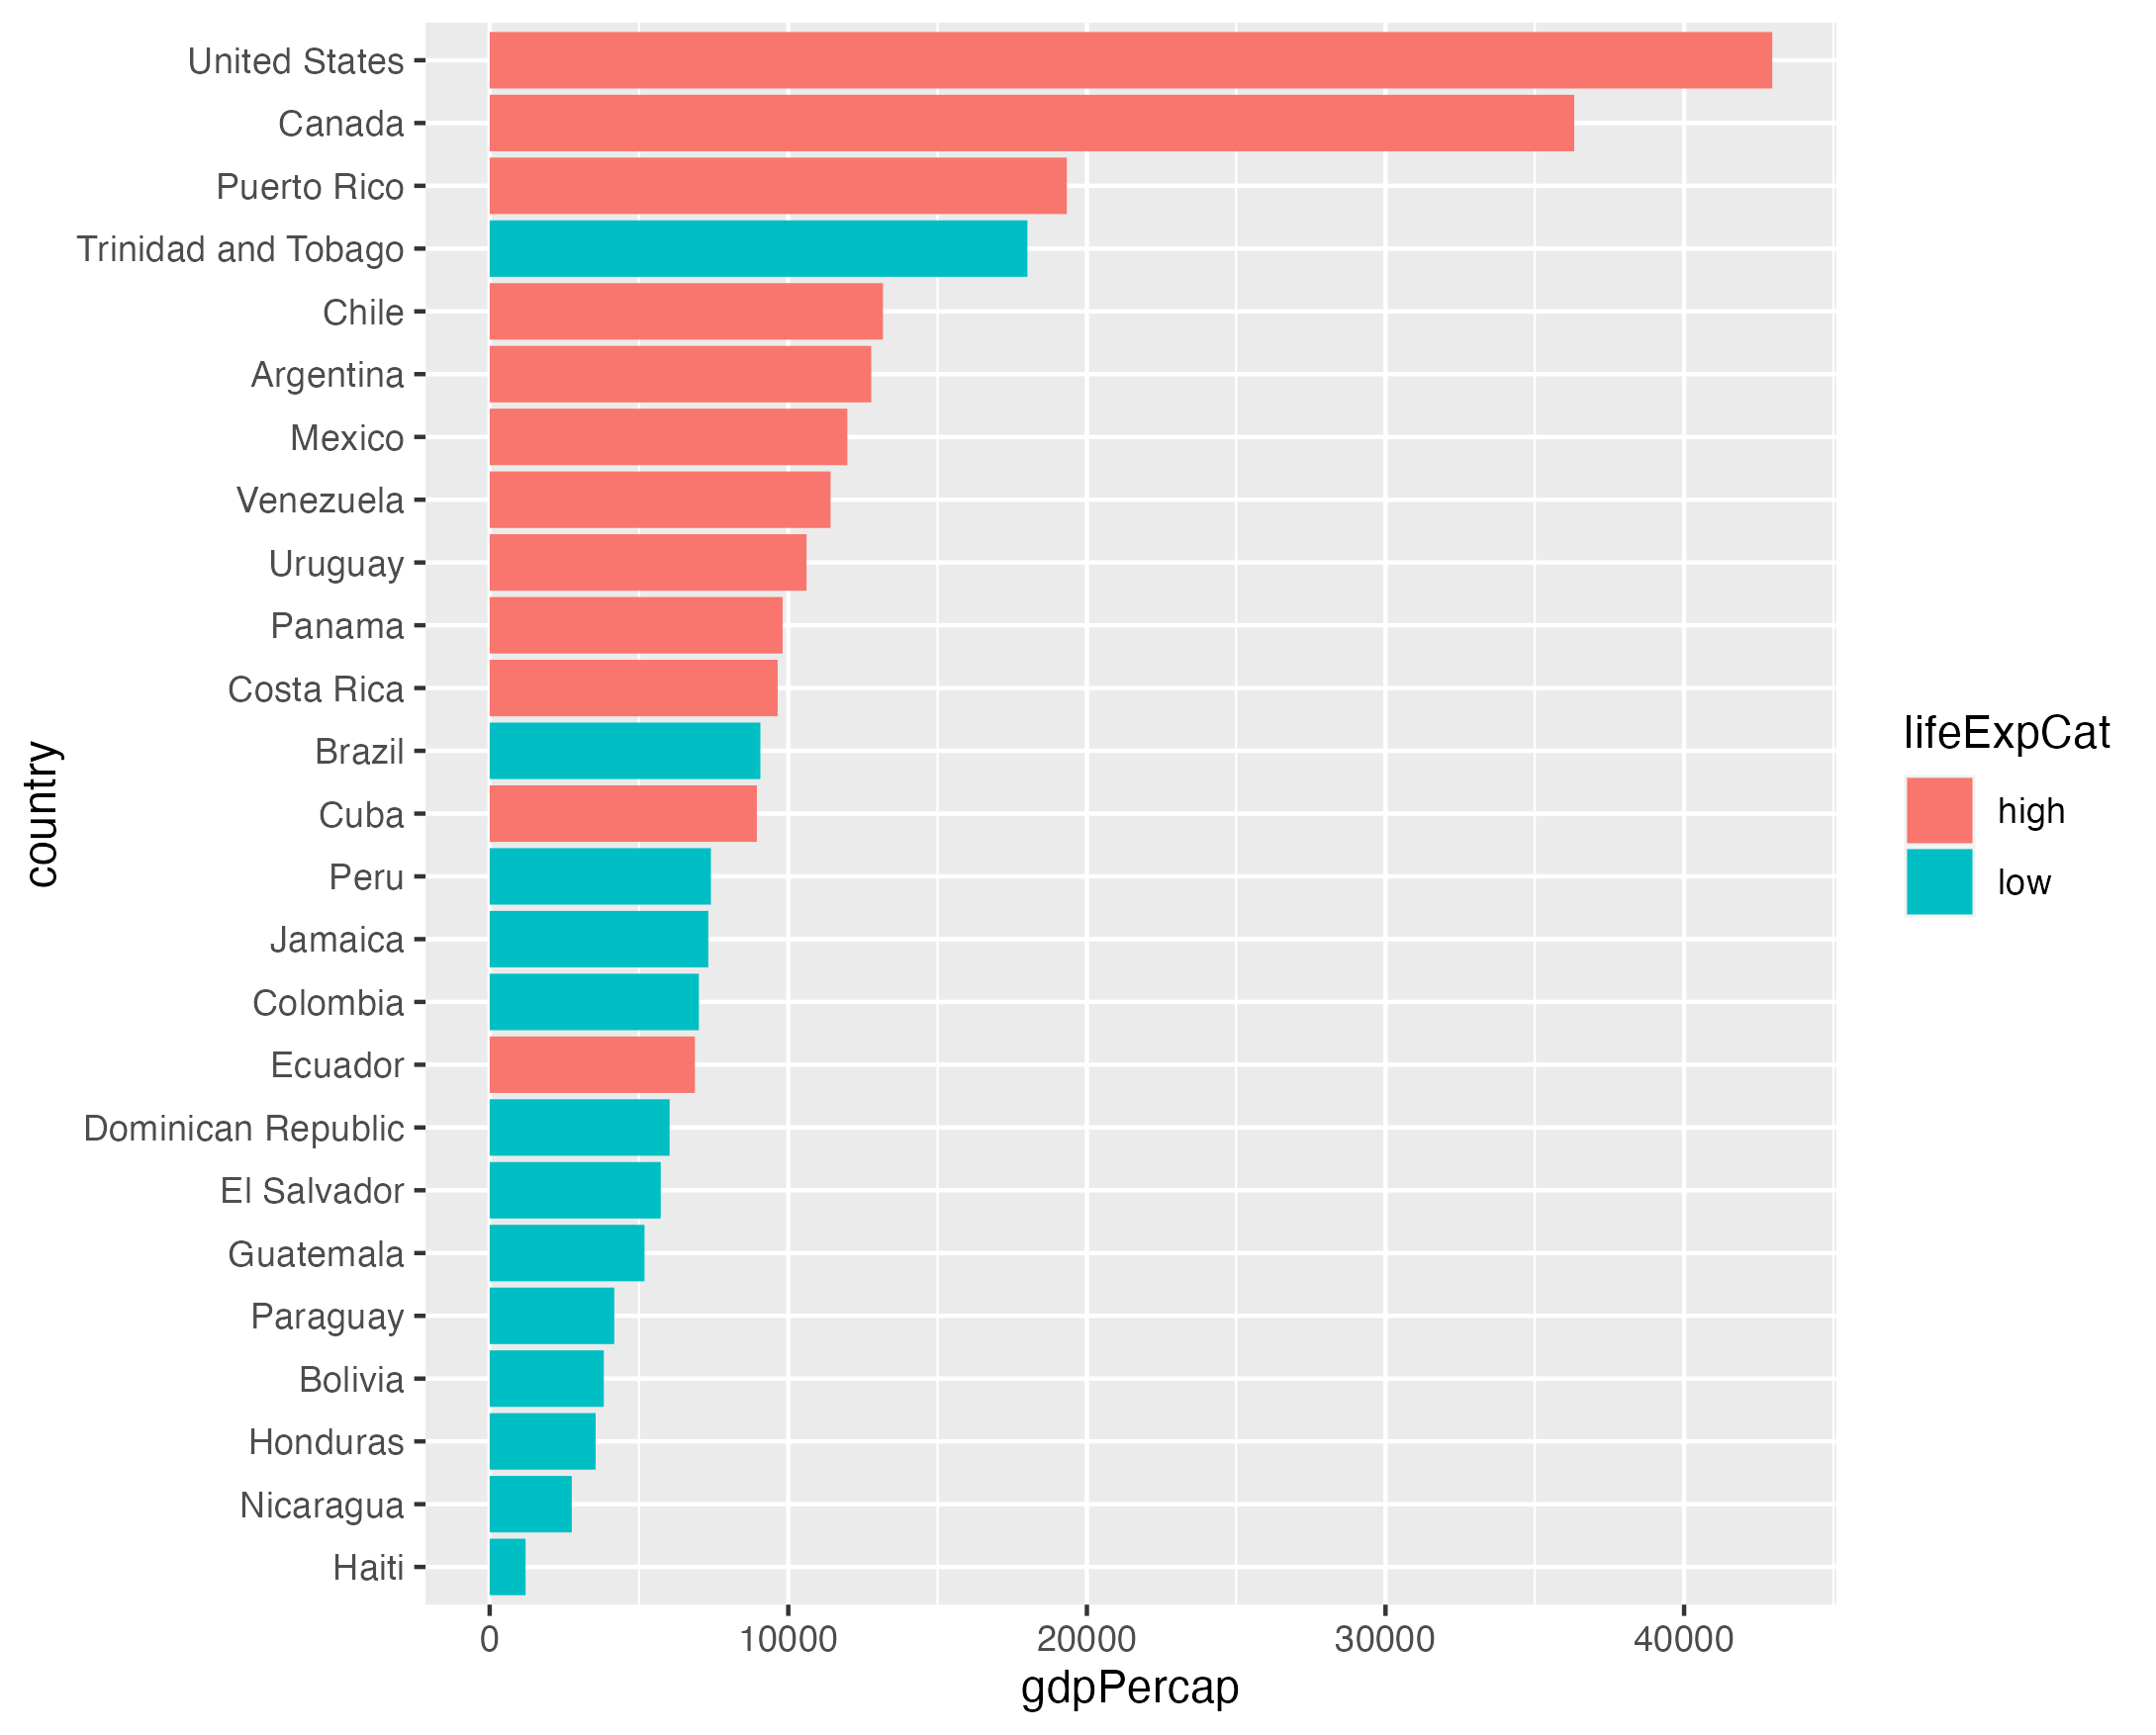 United States
Canada
Puerto Rico
Trinidad and Tobago
Chile
Argentina
Mexico
Venezuela
Uruguay
Panama
Costa Rica
Brazil
Cuba
Peru
Jamaica
Colombia
Ecuador
Dominican Republic
El Salvador
Guatemala
Paraguay
Bolivia
Honduras
Nicaragua
Haiti
country
0 10000 20000 30000 40000
gdpPercap
lifeExpCat
high
low